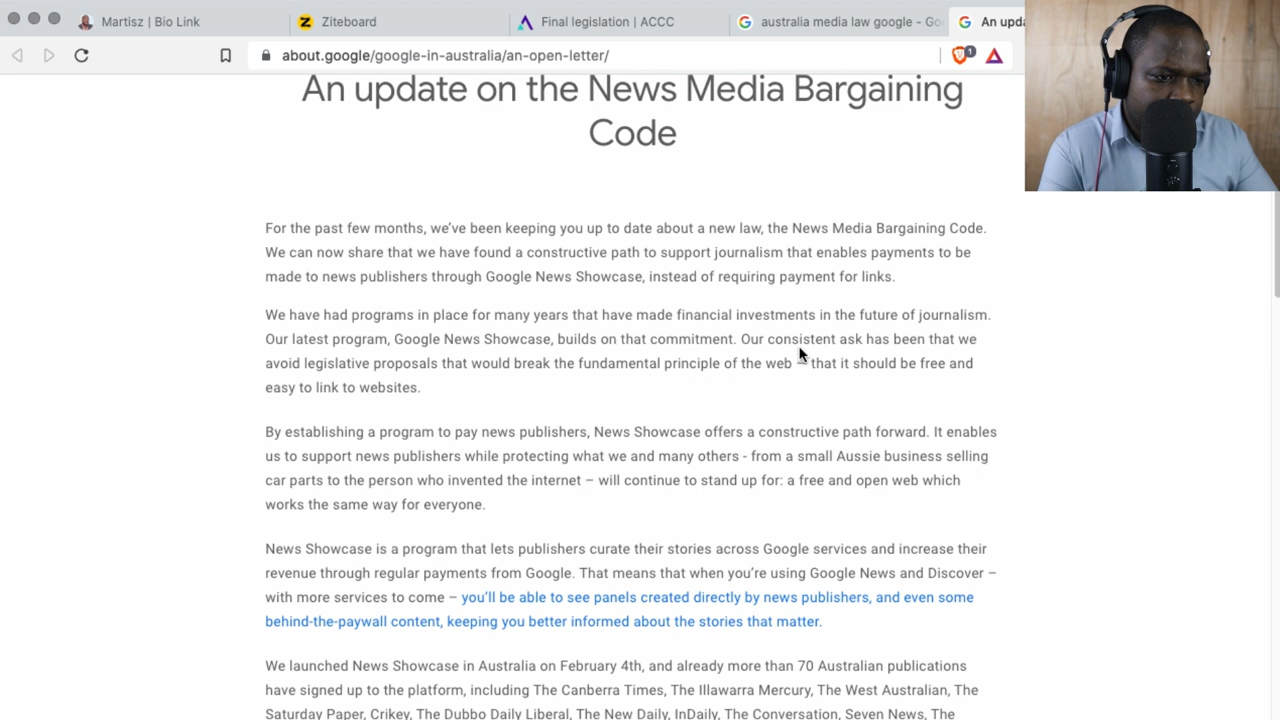 Martisz | Bio Link
Ziteboard
Final legislation | ACCC
australia media law google - Go
An upda
about.google/google-in-australia/an-open-letter/
1
An update on the News Media Bargaining
Code
For the past few months, we’ve been keeping you up to date about a new law, the News Media Bargaining Code.
We can now share that we have found a constructive path to support journalism that enables payments to be
made to news publishers through Google News Showcase, instead of requiring payment for links.
We have had programs in place for many years that have made financial investments in the future of journalism.
Our latest program, Google News Showcase, builds on that commitment. Our consistent ask has been that we
avoid legislative proposals that would break the fundamental principle of the web – that it should be free and
easy to link to websites.
By establishing a program to pay news publishers, News Showcase offers a constructive path forward. It enables
us to support news publishers while protecting what we and many others - from a small Aussie business selling
car parts to the person who invented the internet – will continue to stand up for: a free and open web which
works the same way for everyone.
News Showcase is a program that lets publishers curate their stories across Google services and increase their
revenue through regular payments from Google. That means that when you’re using Google News and Discover –
with more services to come – you’ll be able to see panels created directly by news publishers, and even some
behind-the-paywall content, keeping you better informed about the stories that matter.
We launched News Showcase in Australia on February 4th, and already more than 70 Australian publications
have signed up to the platform, including The Canberra Times, The Illawarra Mercury, The West Australian, The
Saturday Paper, Crikey, The Dubbo Daily Liberal, The New Daily, InDaily, The Conversation, Seven News, The